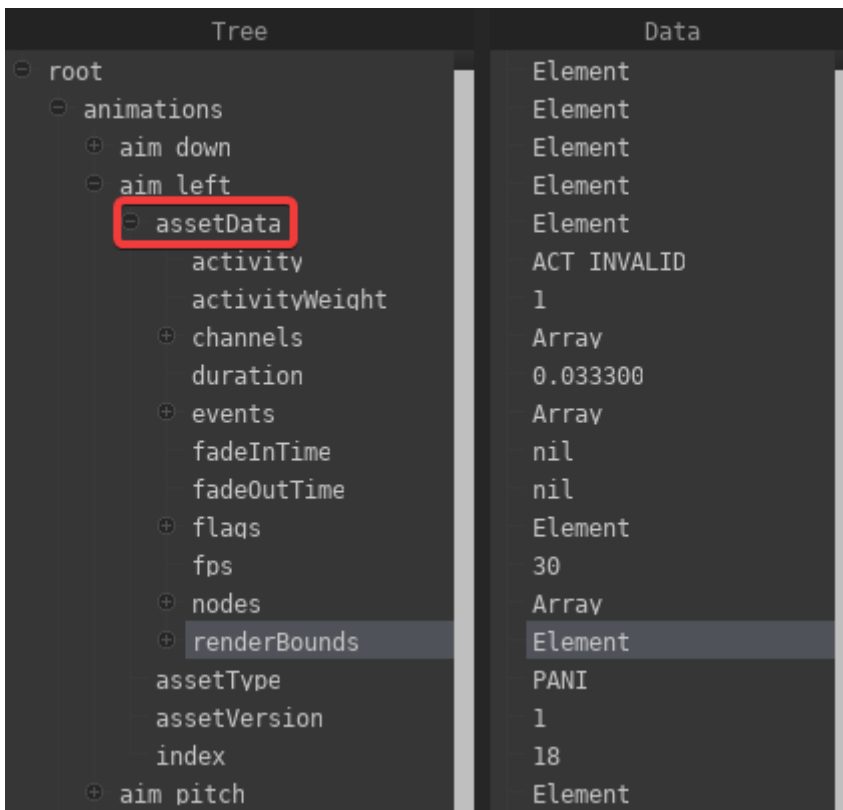 Tree Data
root Element
animations Element
aim down Element
aim left Element
assetData Element
activity ACT INVALID
activityWeight 1
channels Array
duration 0.033300
events Array
fadeInTime nil
fadeOutTime nil
flags Element
fps 30
nodes Array
renderBounds Element
assetType PANI
assetVersion 1
index 18
aim pitch Element